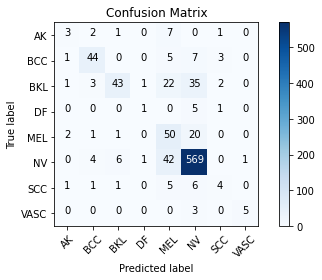 Confusion Matrix
AK 3 2 1 0 7 0 1 0
BCC 1 44 0 0 5 7 3 0
BKL 1 3 43 1 22 35 2 0
DF 0 0 0 0 0 5 1 0
MEL 2 1 1 0 50 20 0 0
NV 0 4 6 1 42 569 0 1
SCC 1 1 1 0 5 6 4 0
VASC 0 0 0 0 0 3 0 5
AK BCC BKL DF MEL NV SCC VASC
True label
Predicted label
500
400
300
200
100
0